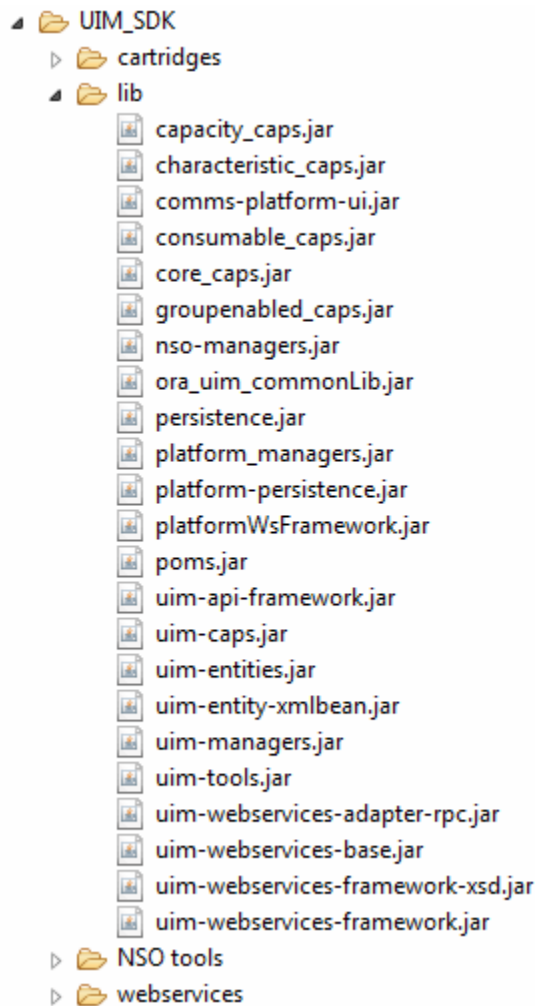 UIM_SDK
cartridges
lib
capacity_caps.jar
characteristic_caps.jar
comms-platform-ui.jar
consumable_caps.jar
core_caps.jar
groupenabled_caps.jar
nso-managers.jar
ora_uim_commonLib.jar
persistence.jar
platform_managers.jar
platform-persistence.jar
platformWsFramework.jar
poms.jar
uim-api-framework.jar
uim-caps.jar
uim-entities.jar
uim-entity-xmlbean.jar
uim-managers.jar
uim-tools.jar
uim-webservices-adapter-rpc.jar
uim-webservices-base.jar
uim-webservices-framework-xsd.jar
uim-webservices-framework.jar
NSO tools
webservices